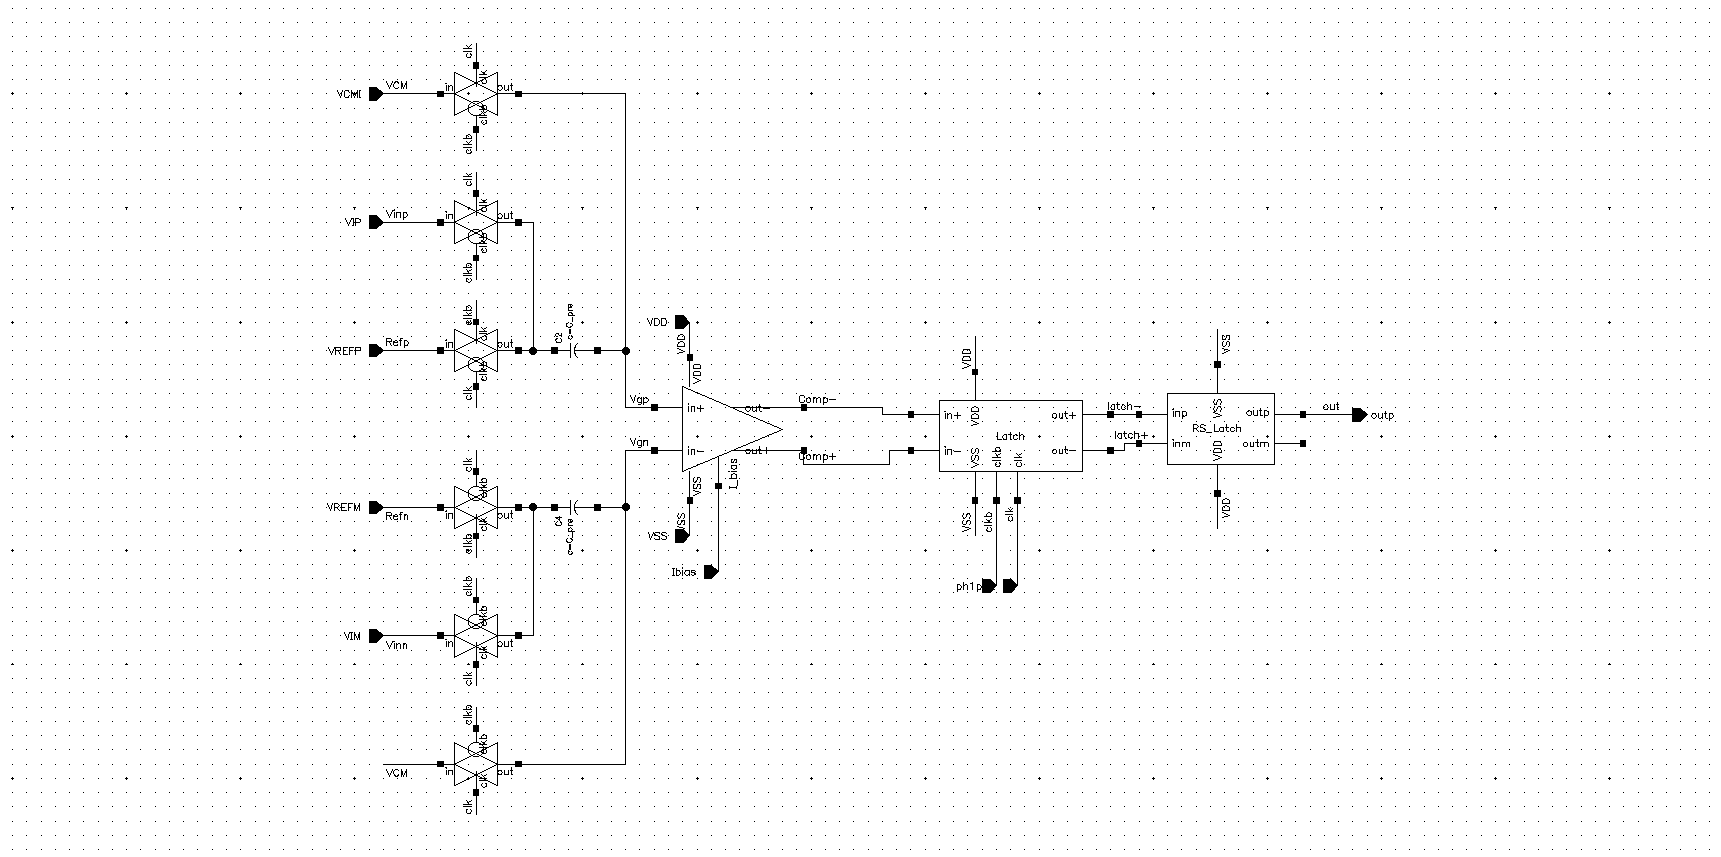 clk
clk
VCMI VCM in out
clkb
clkb
clk
clk
VIP Vinp in out
clkb
clkb
clkb
clk
VREFP Refp in out
clkb
clk
C2
c=C_pre
VDD
VDD
VDD
Vgp in+ out- Comp-
Vgn in- out+ Comp+
VSS
VSS
VSS
I_bias
Ibias
VDD
VDD
in+ out+ latch-
Latch
in- out- latch+
VSS clkb clk
VSS clkb clk
ph1p
VSS
VSS
inp outp out outp
RS_Latch
inm outm
VDD
VDD
clk
clkb
VREFM Refn in out
clk
clkb
C4
c=C_pre
clkb
clkb
VIM Vinn in out
clk
clk
clkb
clkb
VCM in out
clk
clk